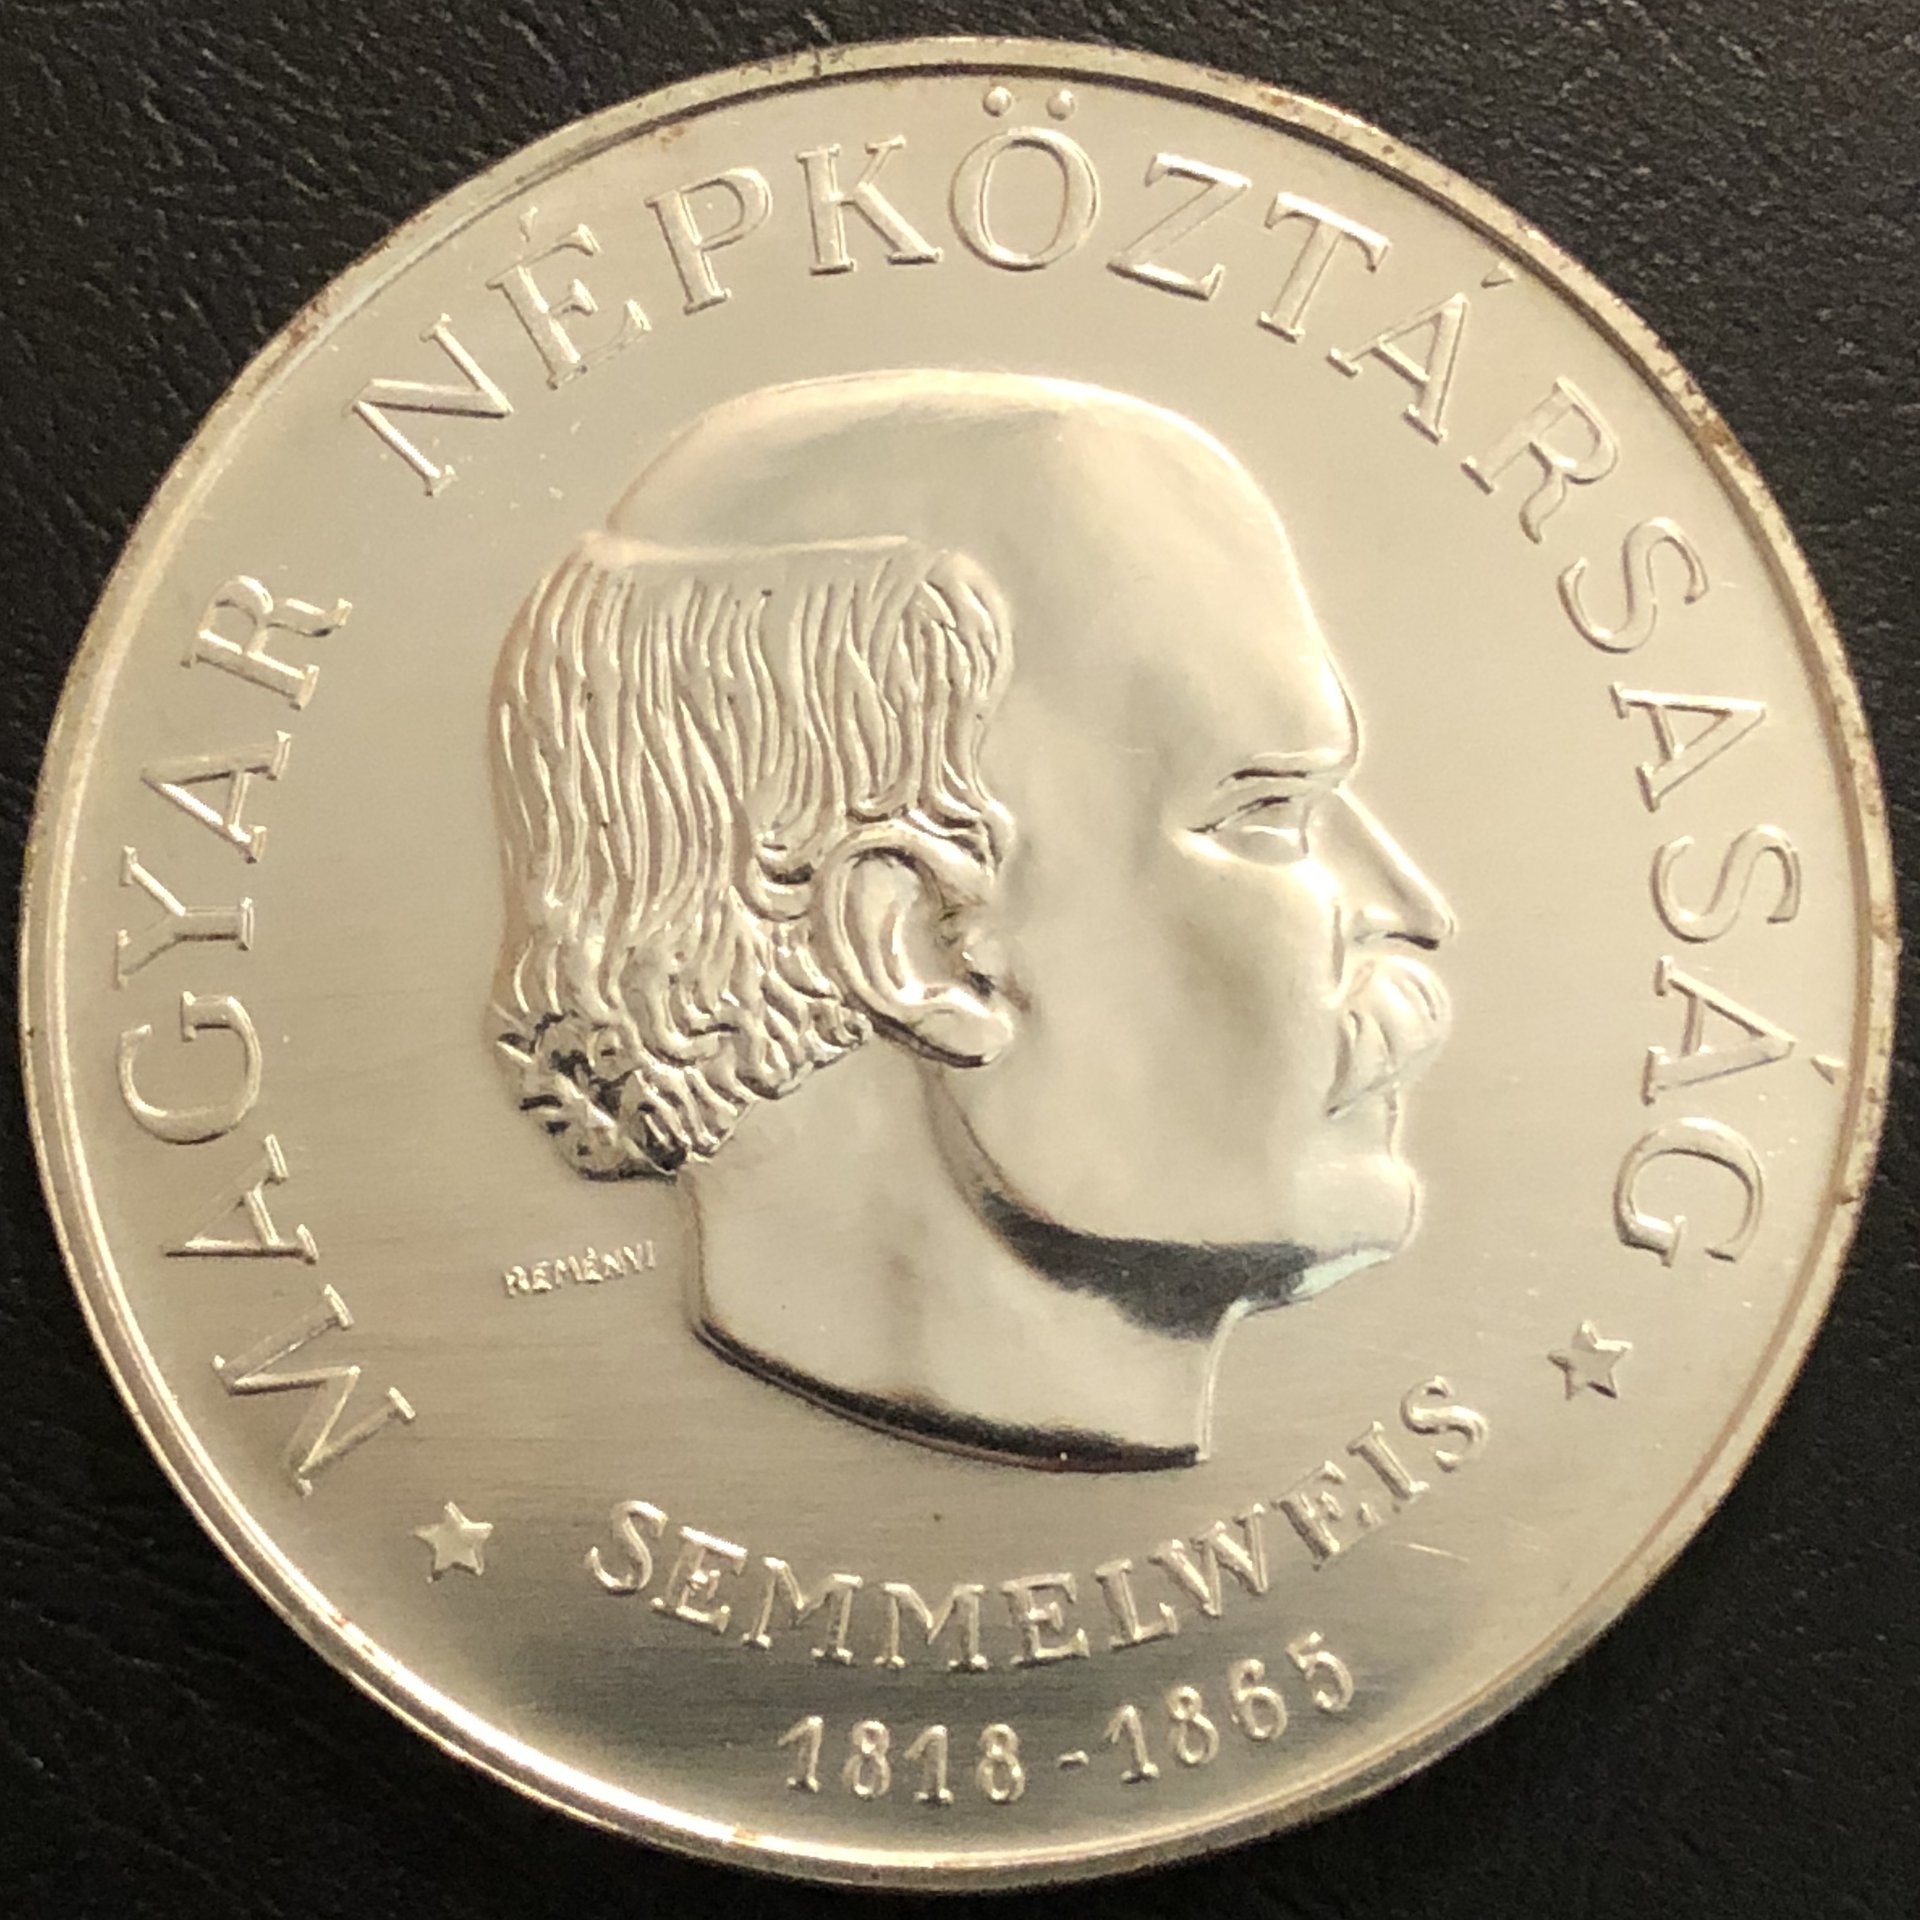 MAGYAR NÉPKÖZTÁRSASÁG
REMÉNYI
SEMMELWEIS
1818-1865